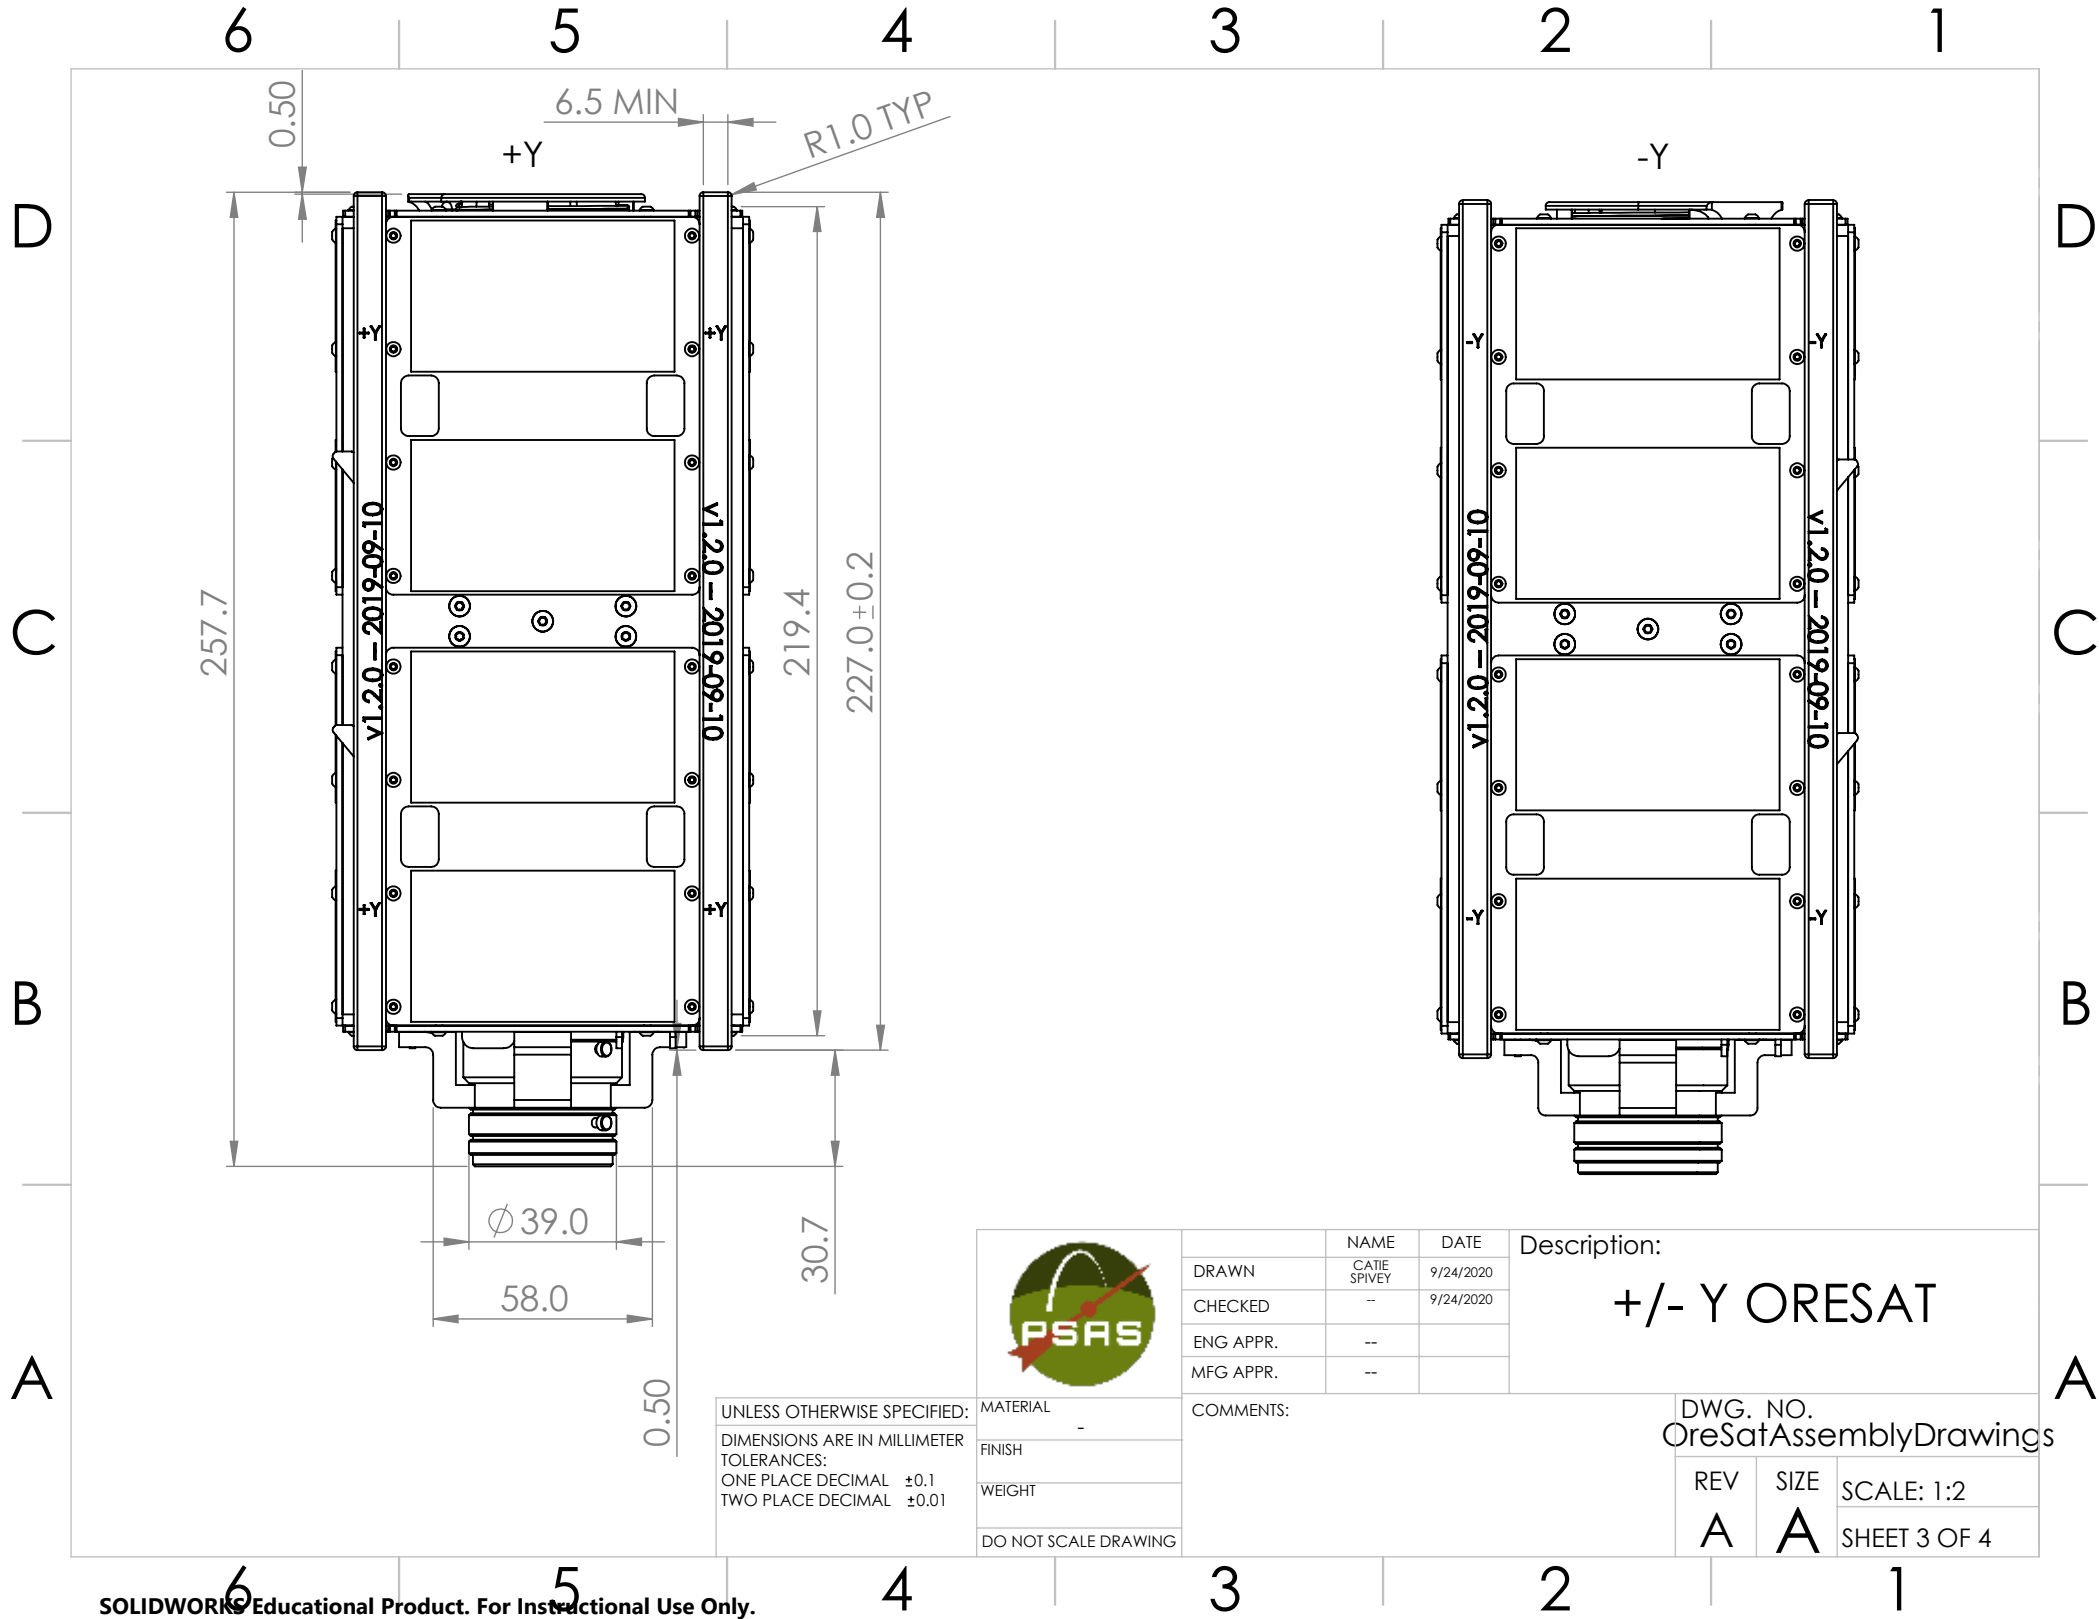 6 5 4 3 2 1
0.50
6.5 MIN
R1.0 TYP
+Y
-Y
D
D
+Y
+Y
-Y
-Y
v1.2.0 — 2019-09-10
v1.2.0 — 2019-09-10
v1.2.0 — 2019-09-10
v1.2.0 — 2019-09-10
257.7
219.4
227.0±0.2
C
C
+Y
+Y
-Y
-Y
B
B
⌀39.0
58.0
30.7
0.50
A
A
PSAS
NAME DATE
DRAWN CATIE SPIVEY 9/24/2020
CHECKED -- 9/24/2020
ENG APPR. --
MFG APPR. --
Description:
+/- Y ORESAT
UNLESS OTHERWISE SPECIFIED:
DIMENSIONS ARE IN MILLIMETER
TOLERANCES:
ONE PLACE DECIMAL ±0.1
TWO PLACE DECIMAL ±0.01
MATERIAL
-
FINISH
WEIGHT
DO NOT SCALE DRAWING
COMMENTS:
DWG. NO.
OreSatAssemblyDrawings
REV
A
SIZE
A
SCALE: 1:2
SHEET 3 OF 4
6 5 4 3 2 1
SOLIDWORKS Educational Product. For Instructional Use Only.